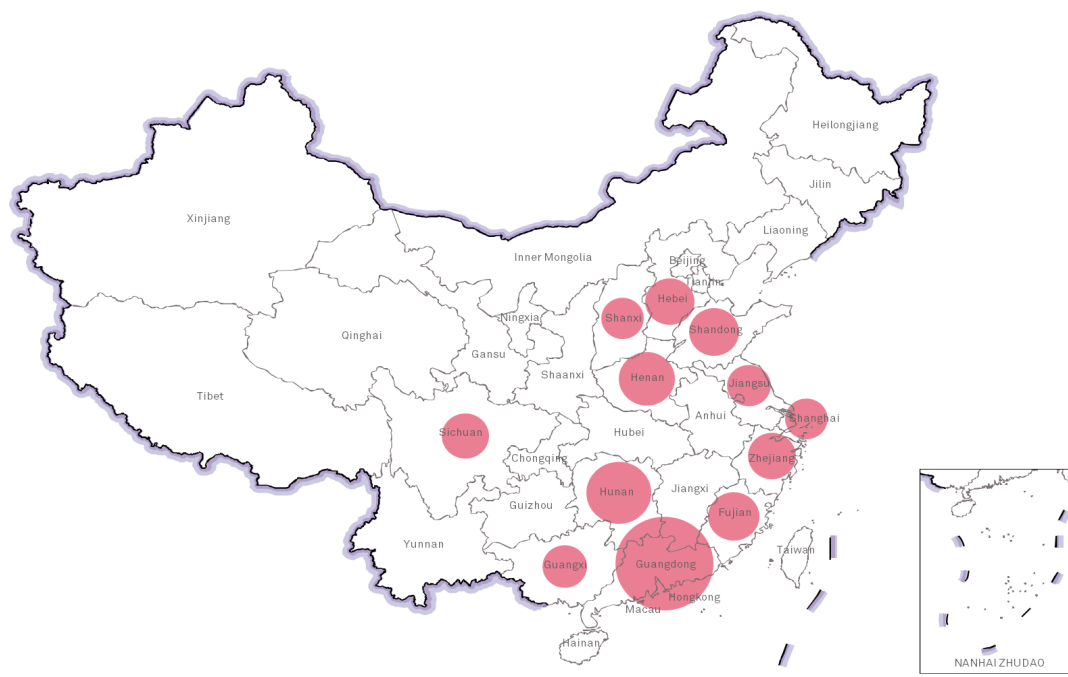 Heilongjiang
Jilin
Xinjiang
Liaoning
Inner Mongolia
Beijing
Tianjin
Hebei
Ningxia
Shanxi
Shandong
Qinghai
Gansu
Shaanxi
Henan
Jiangsu
Tibet
Anhui
Shanghai
Sichuan
Hubei
Chongqing
Zhejiang
Hunan
Jiangxi
Guizhou
Fujian
Yunnan
Taiwan
Guangxi
Guangdong
Hongkong
Macau
Hainan
NANHAI ZHUDAO